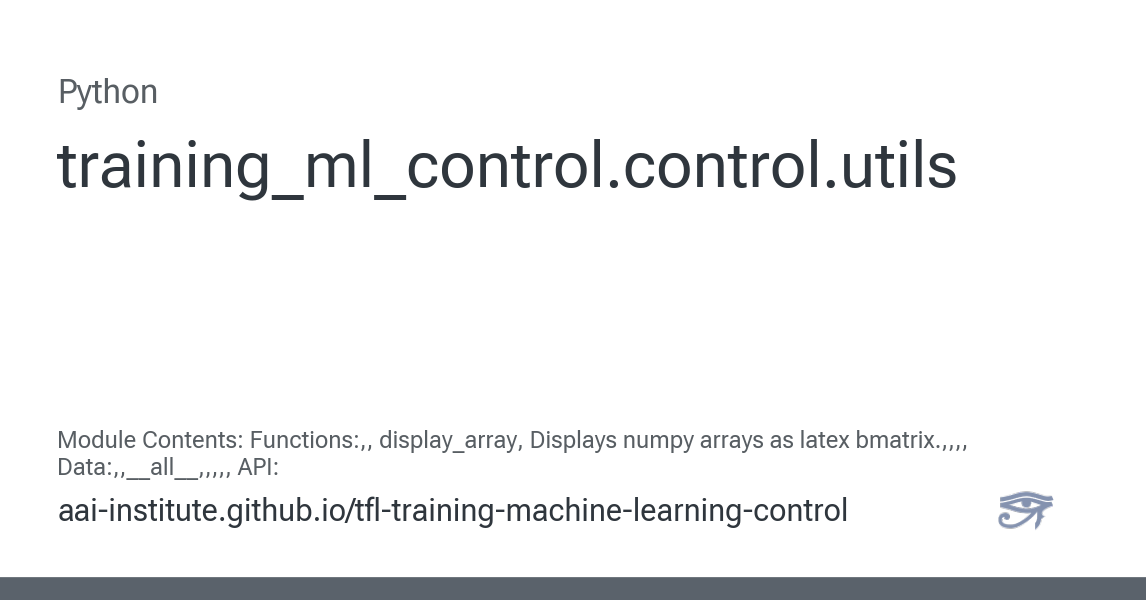 Python
training_ml_control.control.utils
Module Contents: Functions:,, display_array, Displays numpy arrays as latex bmatrix.,,,,
Data:,,__all__,,,,, API:
aai-institute.github.io/tfl-training-machine-learning-control